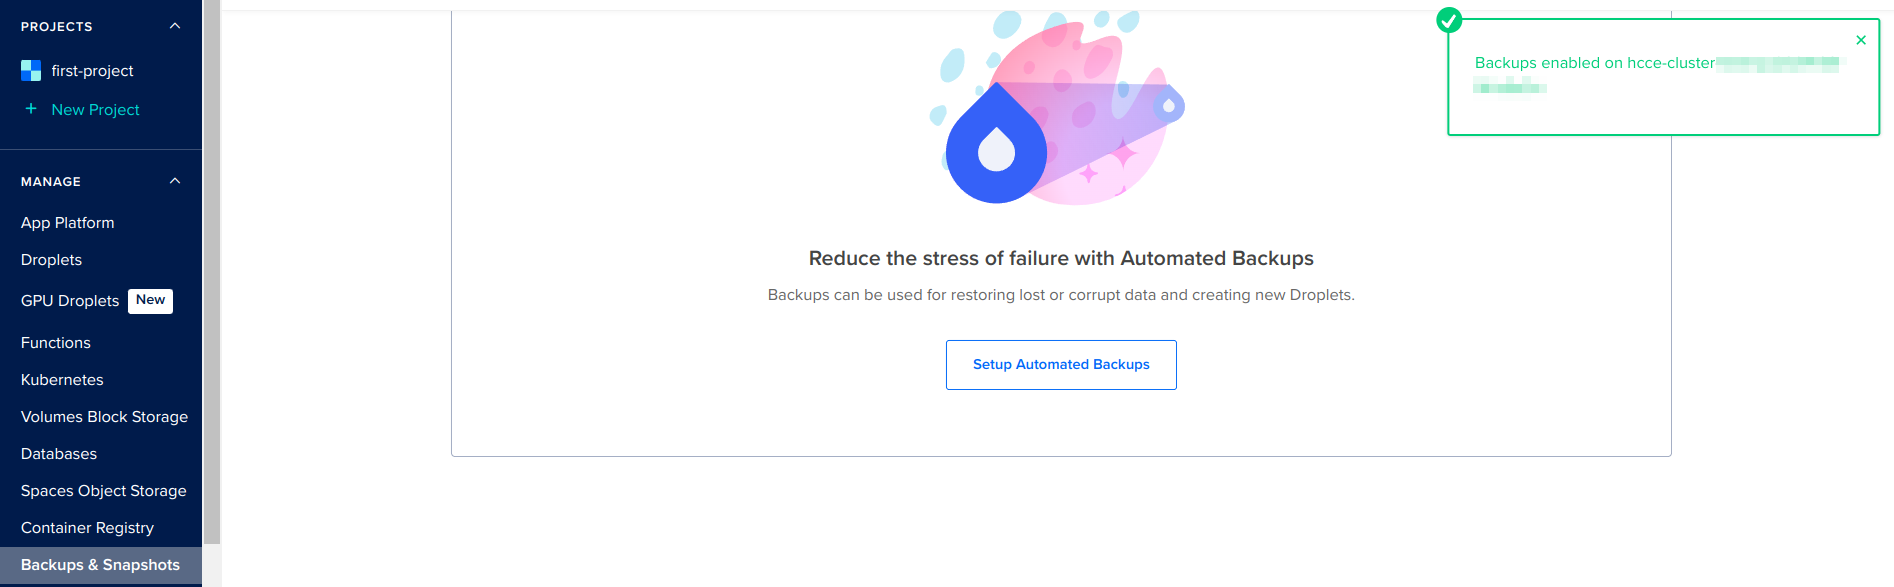 PROJECTS
first-project
+ New Project
MANAGE
App Platform
Droplets
GPU Droplets New
Functions
Kubernetes
Volumes Block Storage
Databases
Spaces Object Storage
Container Registry
Backups & Snapshots
Reduce the stress of failure with Automated Backups
Backups can be used for restoring lost or corrupt data and creating new Droplets.
Setup Automated Backups
Backups enabled on hcce-cluster